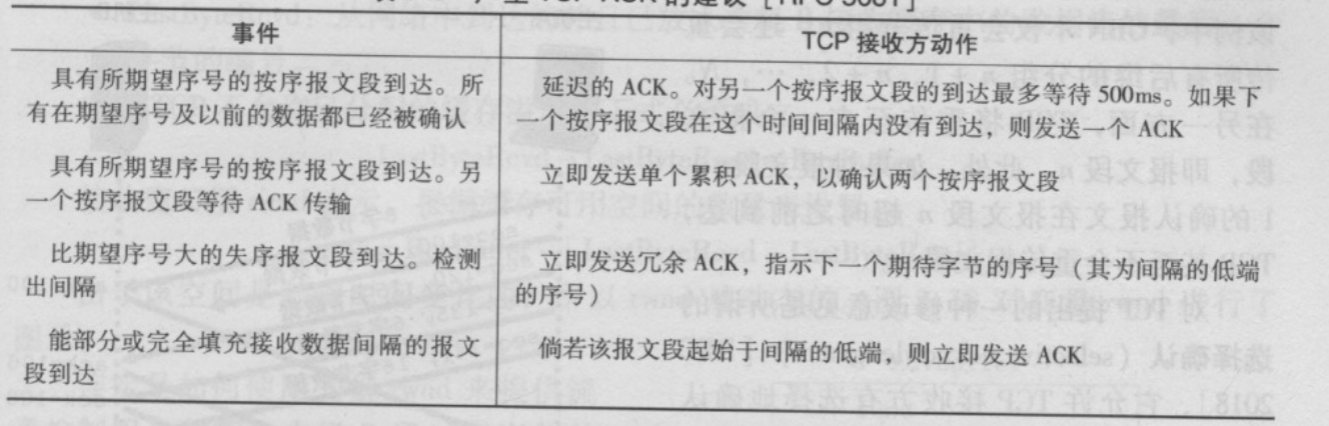 TCP ACK 的建议 [RFC 5681]
事件
TCP 接收方动作
具有所期望序号的按序报文段到达。所
有在期望序号及以前的数据都已经被确认
延迟的 ACK。对另一个按序报文段的到达最多等待 500ms。如果下
一个按序报文段在这个时间间隔内没有到达，则发送一个 ACK
具有所期望序号的按序报文段到达。另
一个按序报文段等待 ACK 传输
立即发送单个累积 ACK，以确认两个按序报文段
比期望序号大的失序报文段到达。检测
出间隔
立即发送冗余 ACK，指示下一个期待字节的序号（其为间隔的低端
的序号）
能部分或完全填充接收数据间隔的报文
段到达
倘若该报文段起始于间隔的低端，则立即发送 ACK